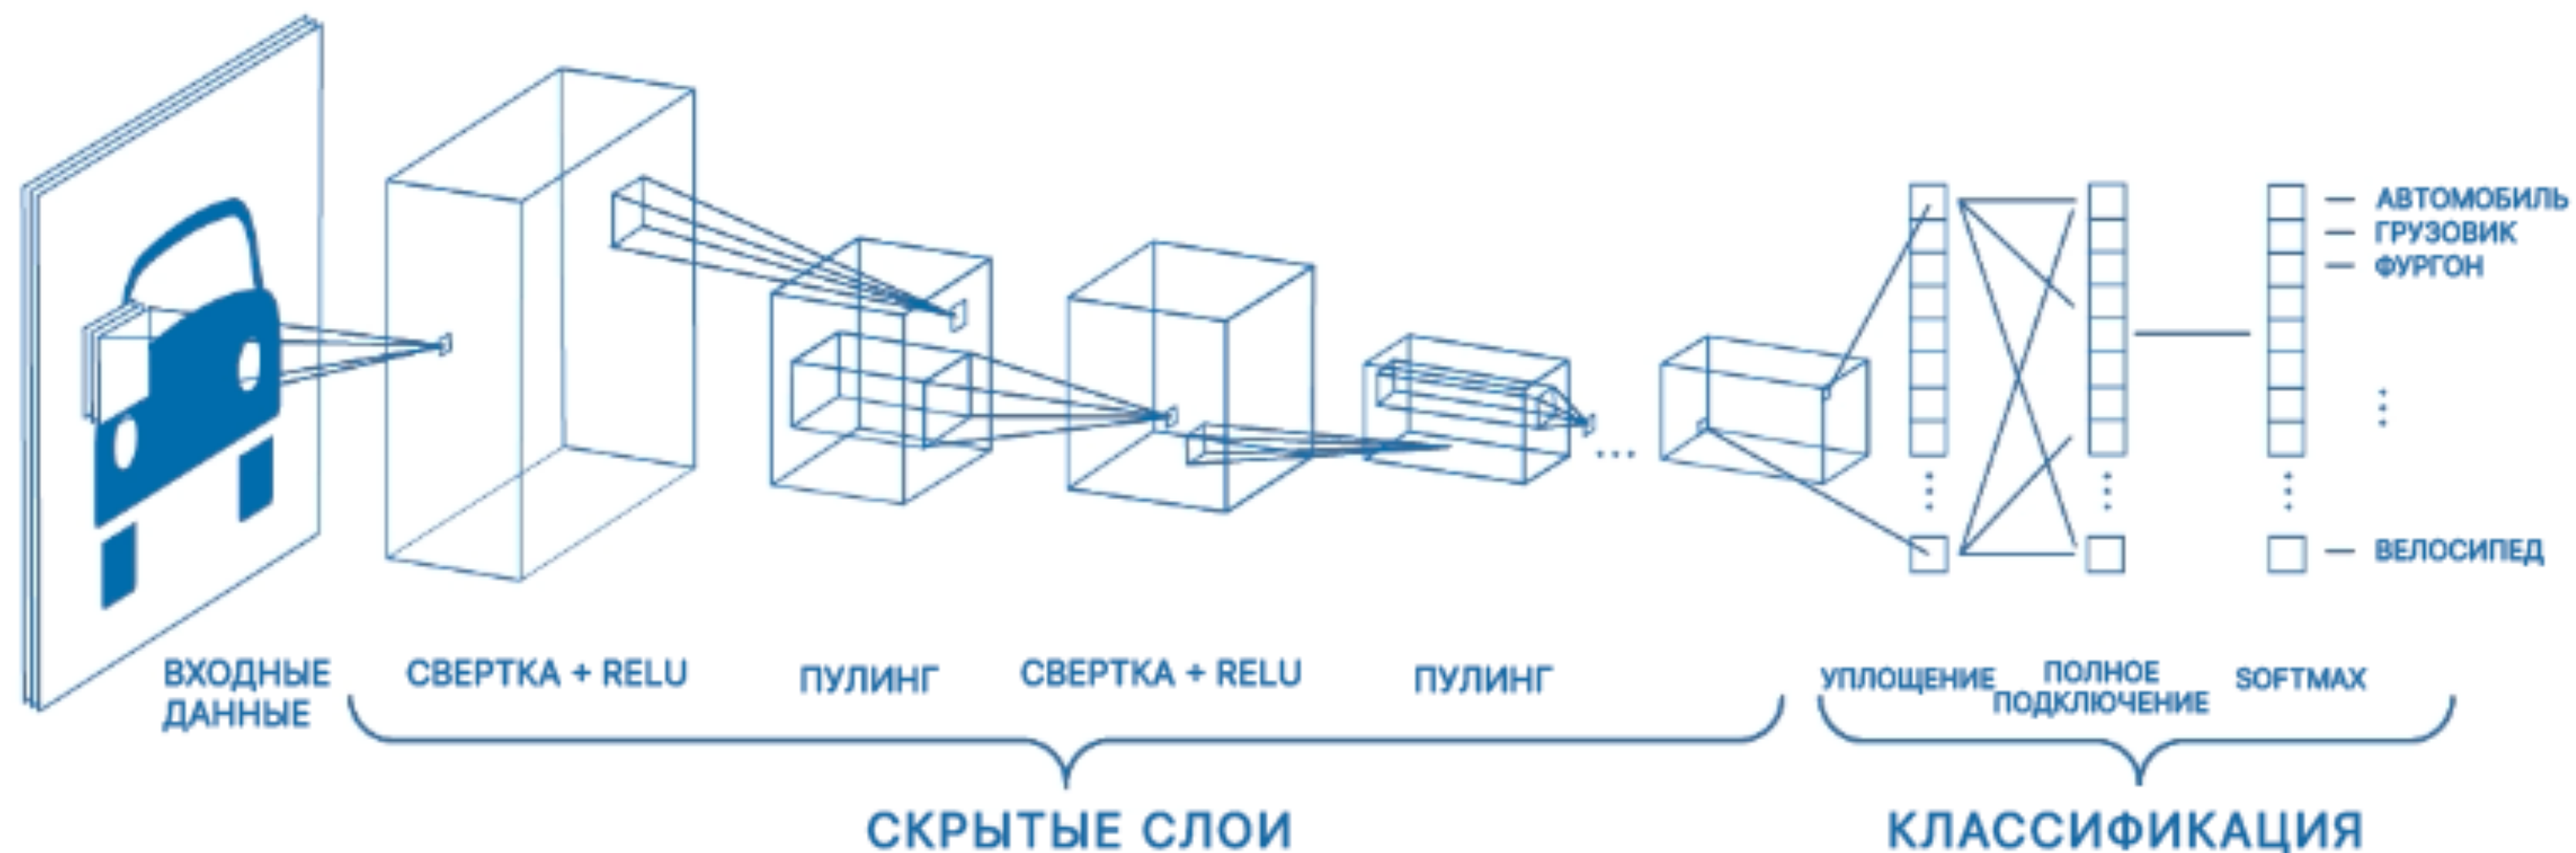 АВТОМОБИЛЬ
ГРУЗОВИК
ФУРГОН
ВЕЛОСИПЕД
ВХОДНЫЕ
ДАННЫЕ
СВЕРТКА + RELU
ПУЛИНГ
СВЕРТКА + RELU
ПУЛИНГ
УПЛОЩЕНИЕ
ПОЛНОЕ
ПОДКЛЮЧЕНИЕ
SOFTMAX
СКРЫТЫЕ СЛОИ
КЛАССИФИКАЦИЯ